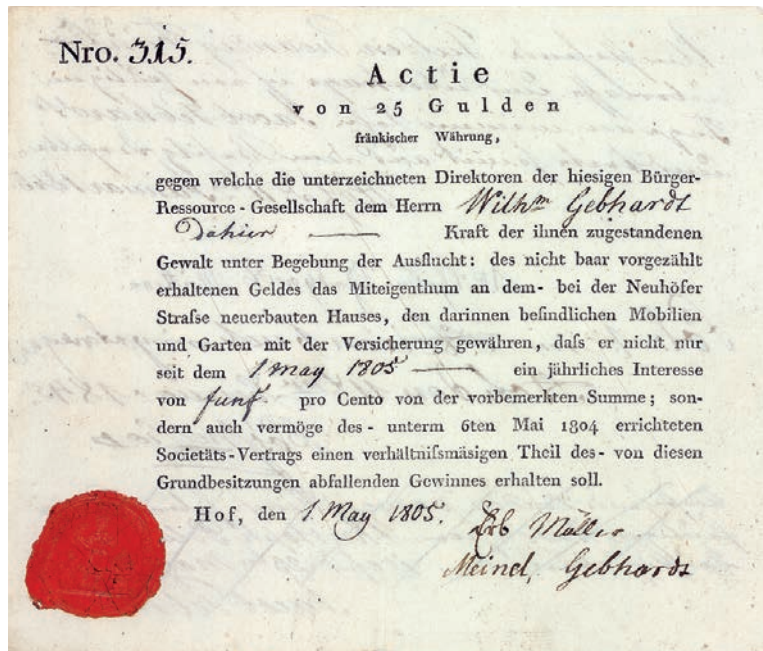 Nro. 315.
Actie
von 25 Gulden
fränkischer Währung,
gegen welche die unterzeichneten Direktoren der hiesigen Bürger-
Ressource-Gesellschaft dem Herrn Wilhm Gebhardt
Dahier Kraft der ihnen zugestandenen
Gewalt unter Begebung der Ausflucht: des nicht baar vorgezählt
erhaltenen Geldes das Miteigenthum an dem- bei der Neuhöfer
Straſse neuerbauten Hauses, den darinnen befindlichen Mobilien
und Garten mit der Versicherung gewähren, daſs er nicht nur
seit dem 1 May 1805 ein jährliches Interesse
von funf pro Cento von der vorbemerkten Summe; son-
dern auch vermöge des- unterm 6ten Mai 1804 errichteten
Societäts-Vertrags einen verhältniſsmäsigen Theil des- von diesen
Grundbesitzungen abfallenden Gewinnes erhalten soll.
Hof, den 1 May 1805.
Erb Müller
Meinel, Gebhardt